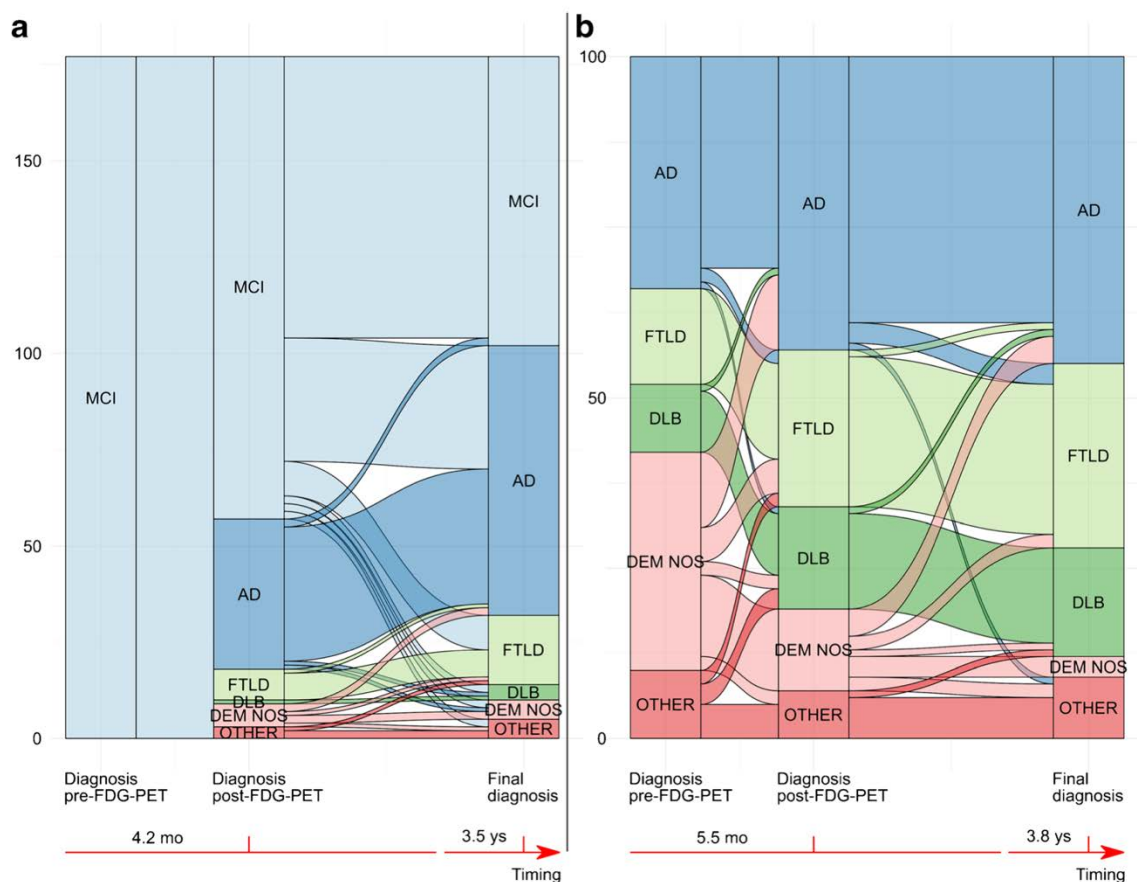 a
150
100
50
0
MCI
MCI
AD
FTLD
DLB
DEM NOS
OTHER
MCI
AD
FTLD
DLB
DEM NOS
OTHER
Diagnosis
pre-FDG-PET
Diagnosis
post-FDG-PET
Final
diagnosis
4.2 mo
3.5 ys
Timing
b
100
50
0
AD
FTLD
DLB
DEM NOS
OTHER
AD
FTLD
DLB
DEM NOS
OTHER
AD
FTLD
DLB
DEM NOS
OTHER
Diagnosis
pre-FDG-PET
Diagnosis
post-FDG-PET
Final
diagnosis
5.5 mo
3.8 ys
Timing